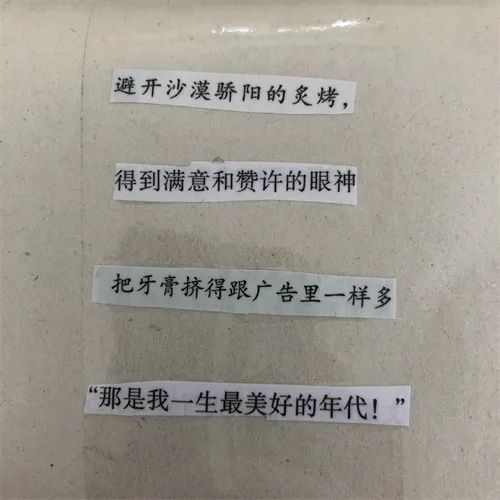 避开沙漠骄阳的炙烤，
得到满意和赞许的眼神
把牙膏挤得跟广告里一样多
“那是我一生最美好的年代！”